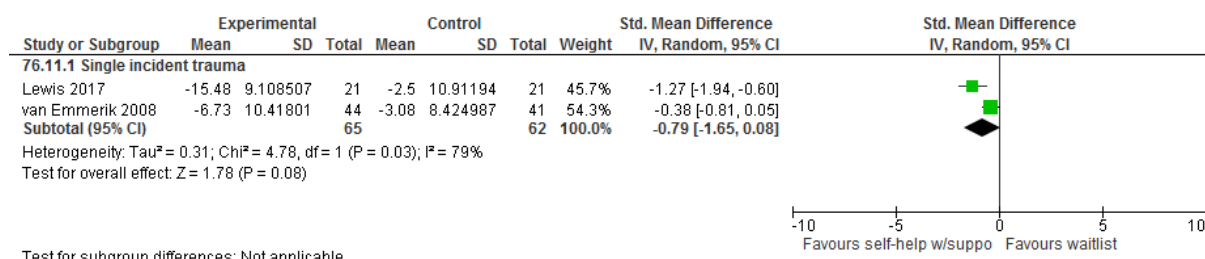 Experimental Control Std. Mean Difference Std. Mean Difference
Study or Subgroup Mean SD Total Mean SD Total Weight IV, Random, 95% CI IV, Random, 95% CI
76.11.1 Single incident trauma
Lewis 2017 -15.48 9.108507 21 -2.5 10.91194 21 45.7% -1.27 [-1.94, -0.60]
van Emmerik 2008 -6.73 10.41801 44 -3.08 8.424987 41 54.3% -0.38 [-0.81, 0.05]
Subtotal (95% CI) 65 62 100.0% -0.79 [-1.65, 0.08]
Heterogeneity: Tau² = 0.31; Chi² = 4.78, df = 1 (P = 0.03); I² = 79%
Test for overall effect: Z = 1.78 (P = 0.08)
-10 -5 0 5 10
Favours self-help w/suppo Favours waitlist
Test for subgroup differences: Not applicable